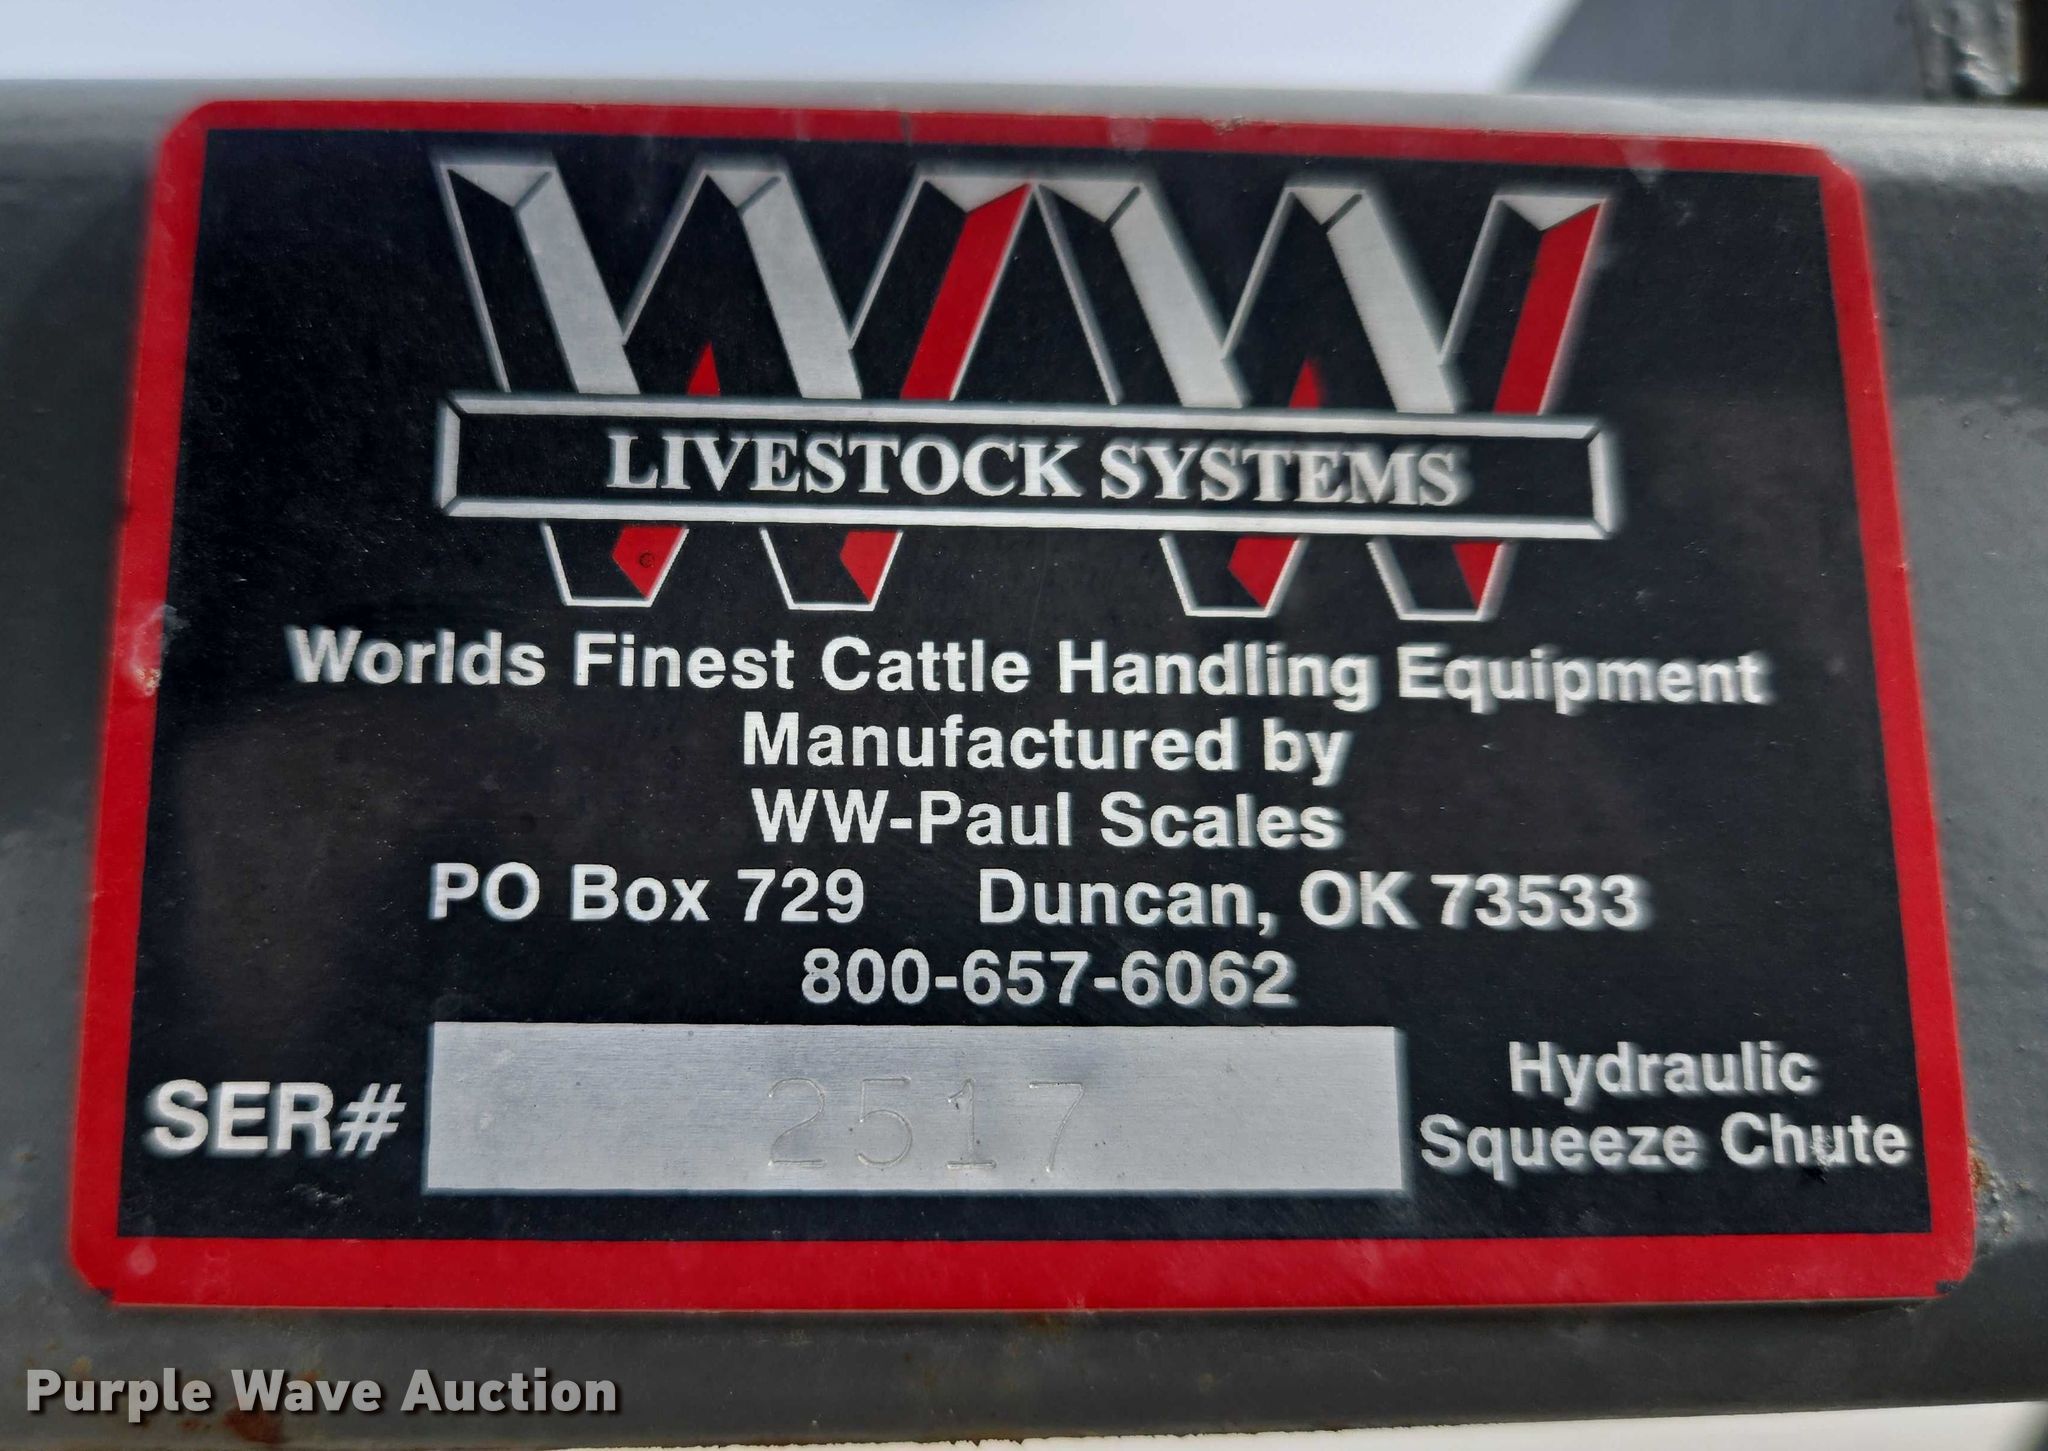 WW
LIVESTOCK SYSTEMS
Worlds Finest Cattle Handling Equipment
Manufactured by
WW-Paul Scales
PO Box 729 Duncan, OK 73533
800-657-6062
SER# 2517
Hydraulic
Squeeze Chute
Purple Wave Auction